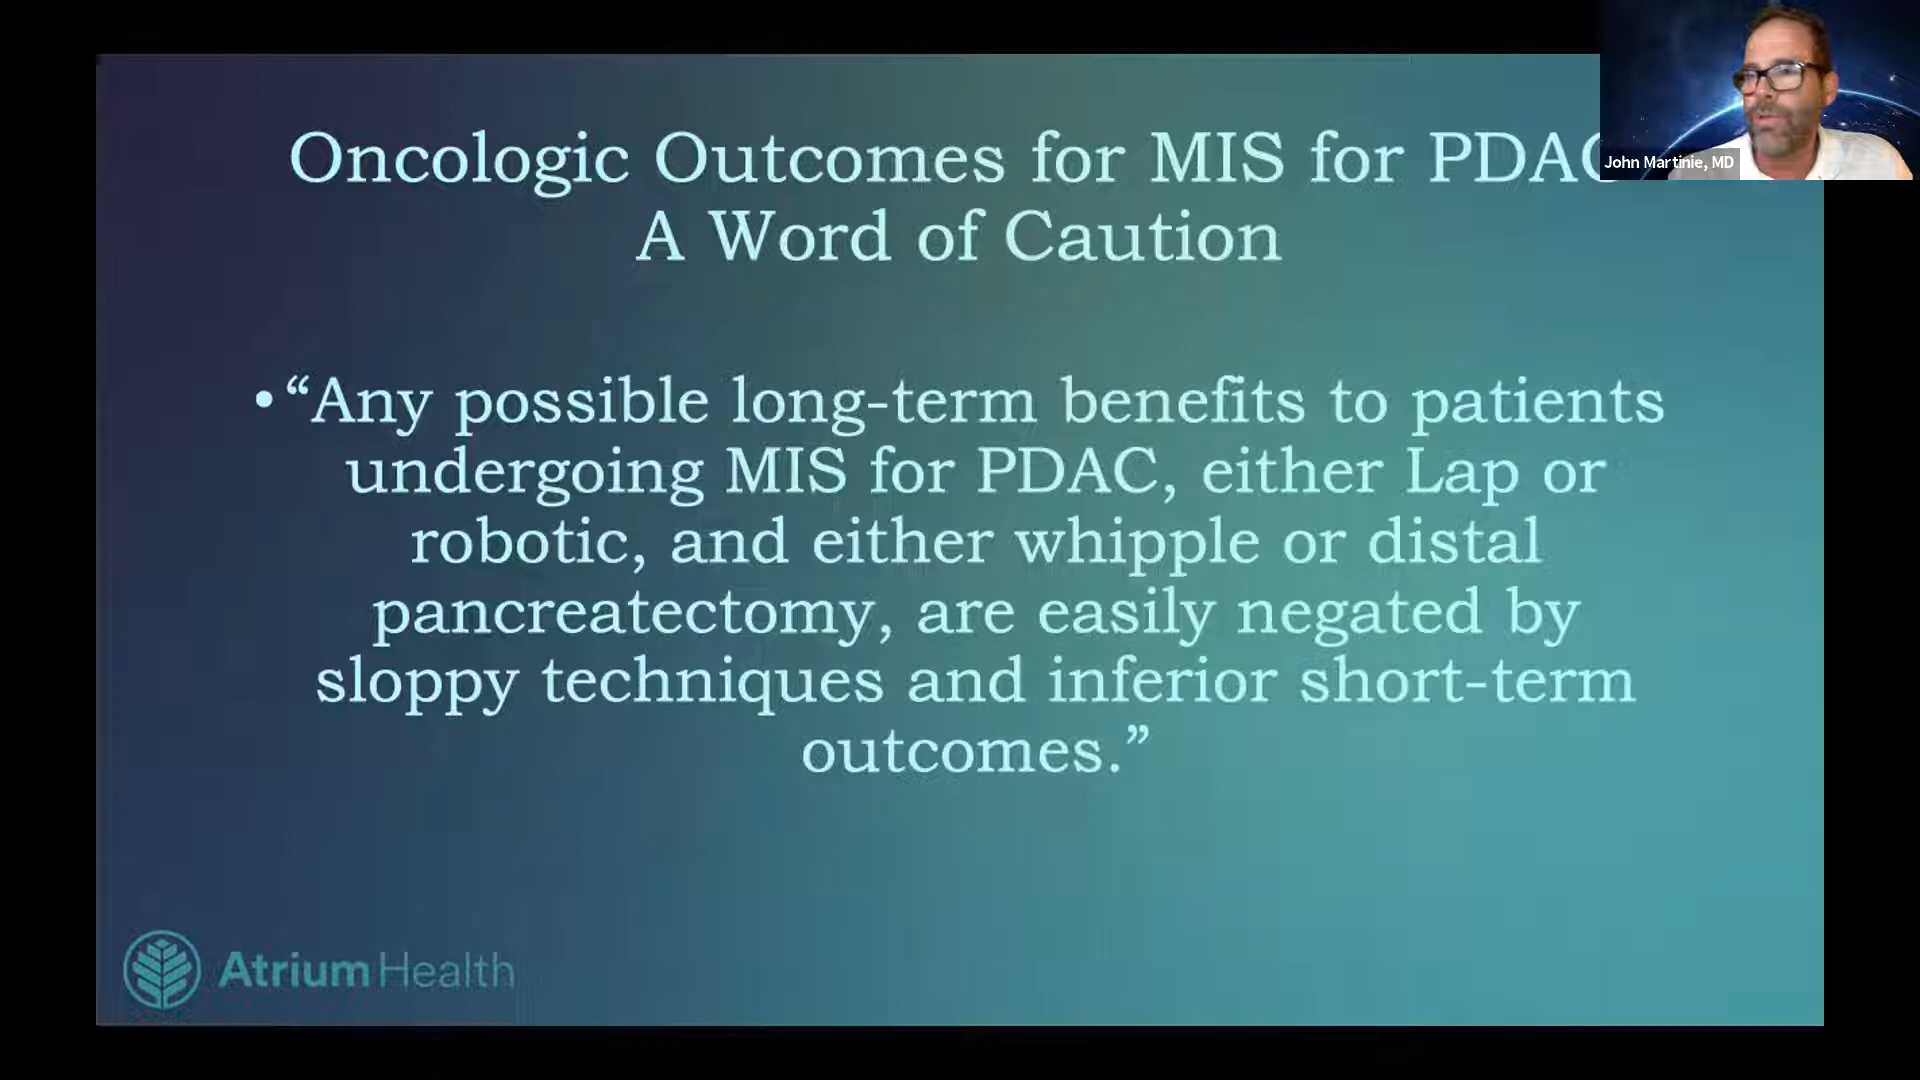 Oncologic Outcomes for MIS for PDAC
A Word of Caution
John Martinie, MD
•“Any possible long-term benefits to patients
undergoing MIS for PDAC, either Lap or
robotic, and either whipple or distal
pancreatectomy, are easily negated by
sloppy techniques and inferior short-term
outcomes.”
Atrium Health